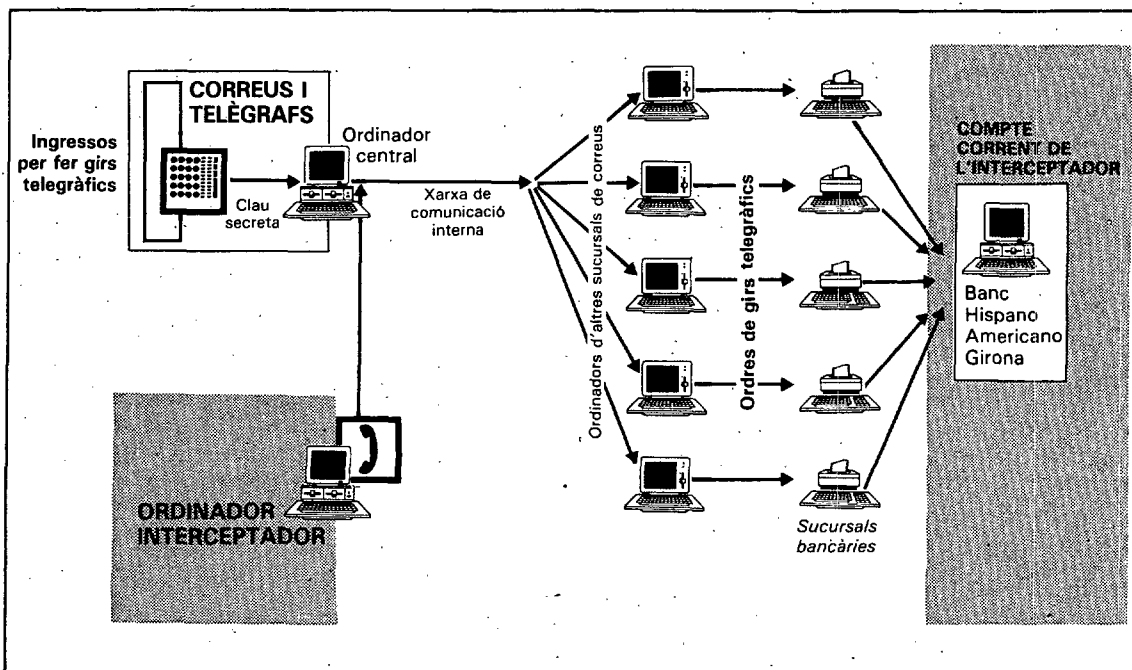 CORREUS I
TELÈGRAFS
Ingressos
per fer girs
telegràfics
Ordinador
central
Clau
secreta
Xarxa de
comunicació
interna
Ordinadors d'altres sucursals de correus
Ordres de girs telegràfics
COMPTE
CORRENT DE
L'INTERCEPTADOR
Banc
Hispano
Americano
Girona
ORDINADOR
INTERCEPTADOR
Sucursals
bancàries